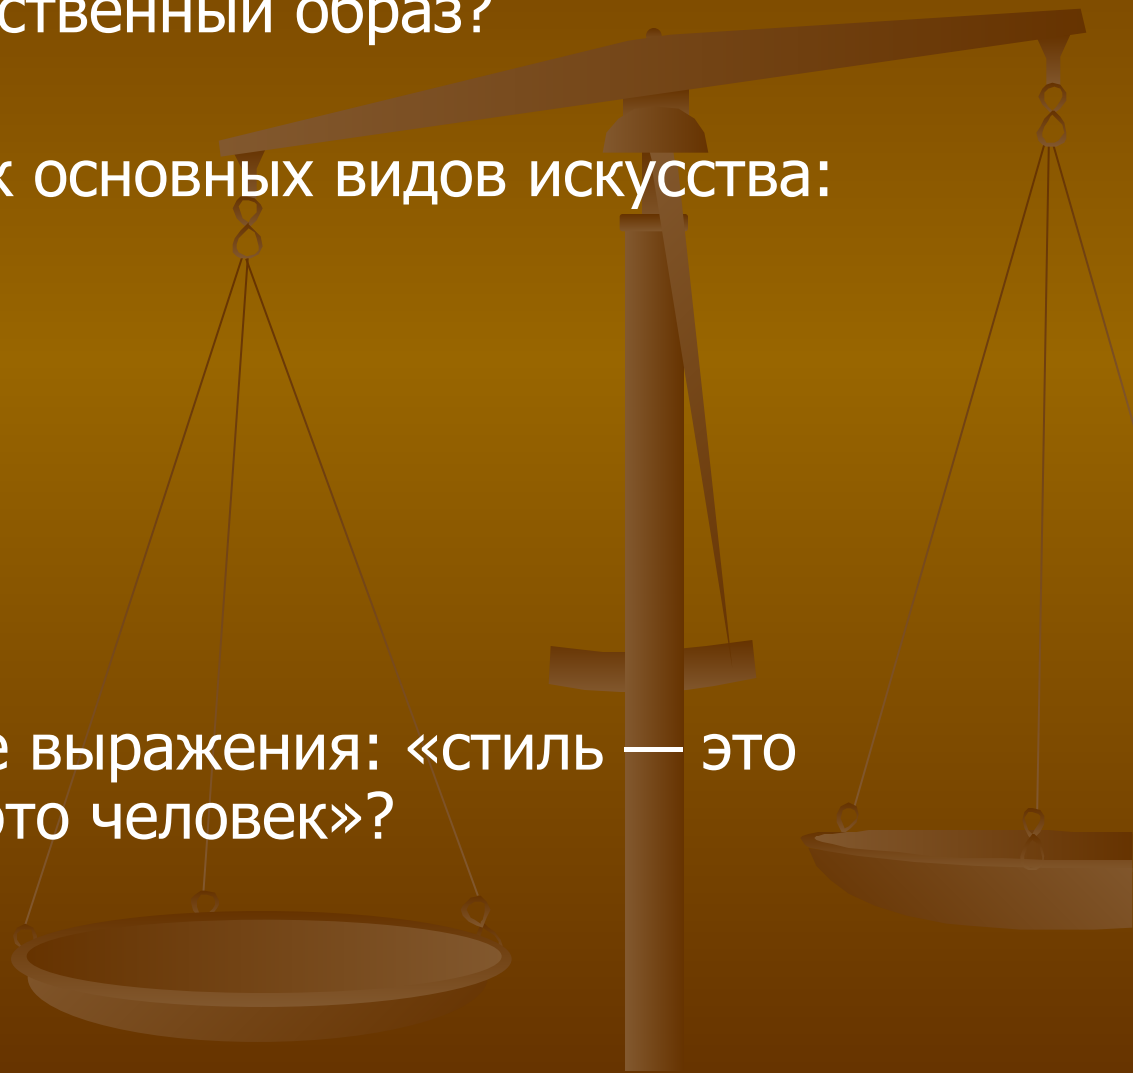 ственный образ?
к основных видов искусства:
е выражения: «стиль — это
это человек»?